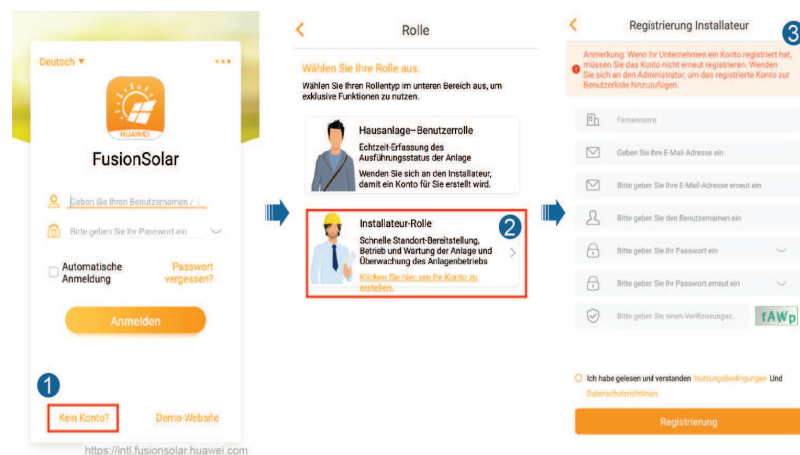 Deutsch ▼
HUAWEI
FusionSolar
Geben Sie Ihren Benutzernamen /
Bitte geben Sie Ihr Passwort ein
Automatische
Anmeldung
Passwort
vergessen?
Anmelden
1
Kein Konto?
Demo-Website
https://intl.fusionsolar.huawei.com
Rolle
Wählen Sie Ihre Rolle aus.
Wählen Sie Ihren Rollentyp im unteren Bereich aus, um
exklusive Funktionen zu nutzen.
Hausanlage-Benutzerrolle
Echtzeit-Erfassung des
Ausführungsstatus der Anlage
Wenden Sie sich an den Installateur,
damit ein Konto für Sie erstellt wird.
2
Installateur-Rolle
Schnelle Standort-Bereitstellung,
Betrieb und Wartung der Anlage und
Überwachung des Anlagenbetriebs
Klicken Sie hier, um Ihr Konto zu
erstellen.
Registrierung Installateur
3
Anmerkung: Wenn Ihr Unternehmen ein Konto registriert hat,
müssen Sie das Konto nicht erneut registrieren. Wenden
Sie sich an den Administrator, um das registrierte Konto zur
Benutzerliste hinzuzufügen.
Firmenname
Geben Sie Ihre E-Mail-Adresse ein
Bitte geber Sie Ihre E-Mail-Adresse erneut ein
Bitte geber Sie den Benutzernamen ein
Bitte geber Sie Ihr Passwort ein
Bitte geber Sie Ihr Passwort erneut ein
Bitte geber Sie einen Verifizierungsc..
fAWp
Ich habe gelesen und verstanden Nutzungsbedingungen Und
Datenschutzrichtlinien
Registrierung